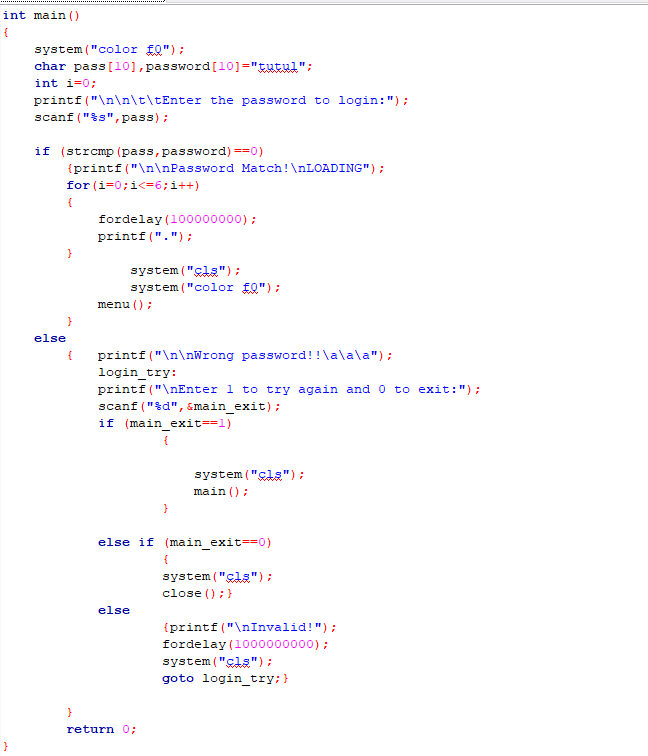 int main()
{
    system("color f0");
    char pass[10],password[10]="tutul";
    int i=0;
    printf("\n\n\t\tEnter the password to login:");
    scanf("%s",pass);

    if (strcmp(pass,password)==0)
        {printf("\n\nPassword Match!\nLOADING");
        for(i=0;i<=6;i++)
        {
            fordelay(100000000);
            printf(".");
        }
                system("cls");
                system("color f0");
            menu();
        }
    else
        {   printf("\n\nWrong password!!\a\a\a");
            login_try:
            printf("\nEnter 1 to try again and 0 to exit:");
            scanf("%d",&main_exit);
            if (main_exit==1)
                    {

                        system("cls");
                        main();
                    }

            else if (main_exit==0)
                    {
                    system("cls");
                    close();}
            else
                    {printf("\nInvalid!");
                    fordelay(1000000000);
                    system("cls");
                    goto login_try;}

        }
        return 0;
}